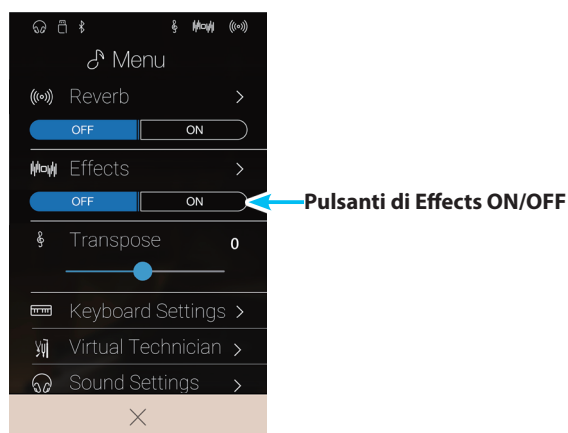 Menu
Reverb
OFF ON
Effects
OFF ON
Pulsanti di Effects ON/OFF
Transpose 0
Keyboard Settings
Virtual Technician
Sound Settings